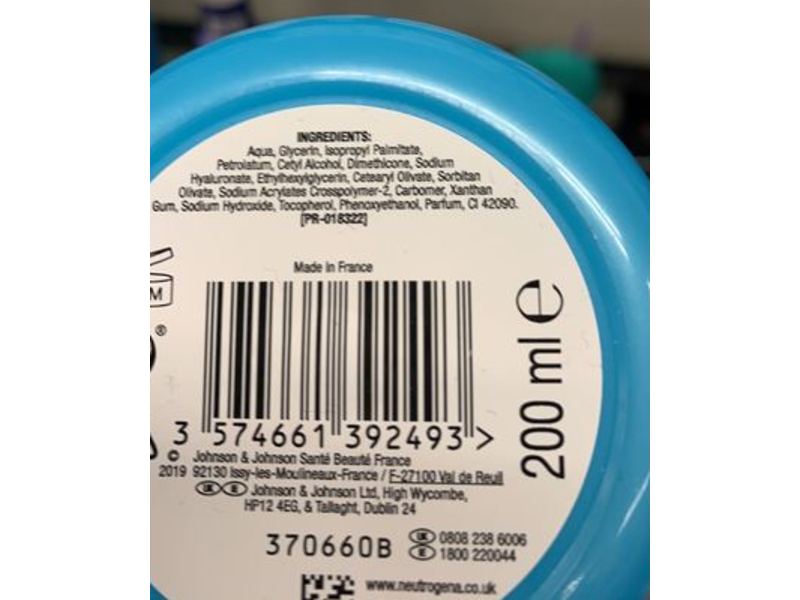 INGREDIENTS:
Aqua, Glycerin, Isopropyl Palmitate,
Petrolatum, Cetyl Alcohol, Dimethicone, Sodium
Hyaluronate, Ethylhexylglycerin, Cetearyl Olivate, Sorbitan
Olivate, Sodium Acrylates Crosspolymer-2, Carbomer, Xanthan
Gum, Sodium Hydroxide, Tocopherol, Phenoxyethanol, Parfum, CI 42090.
[PR-018322]
Made in France
M
®
200 ml e
3 574661 392493 >
© Johnson & Johnson Santé Beauté France
2019 92130 Issy-les-Moulineaux-France / F-27100 Val de Reuil
UK E Johnson & Johnson Ltd, High Wycombe,
HP12 4EG, & Tallaght, Dublin 24
370660B
UK 0808 238 6006
E 1800 220044
www.neutrogena.co.uk